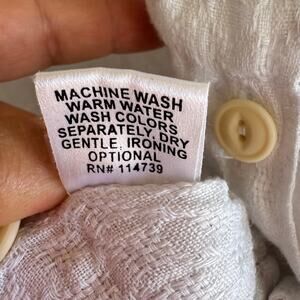 MACHINE WASH
WARM WATER
WASH COLORS
SEPARATELY, DRY
GENTLE, IRONING
OPTIONAL
RN# 114739